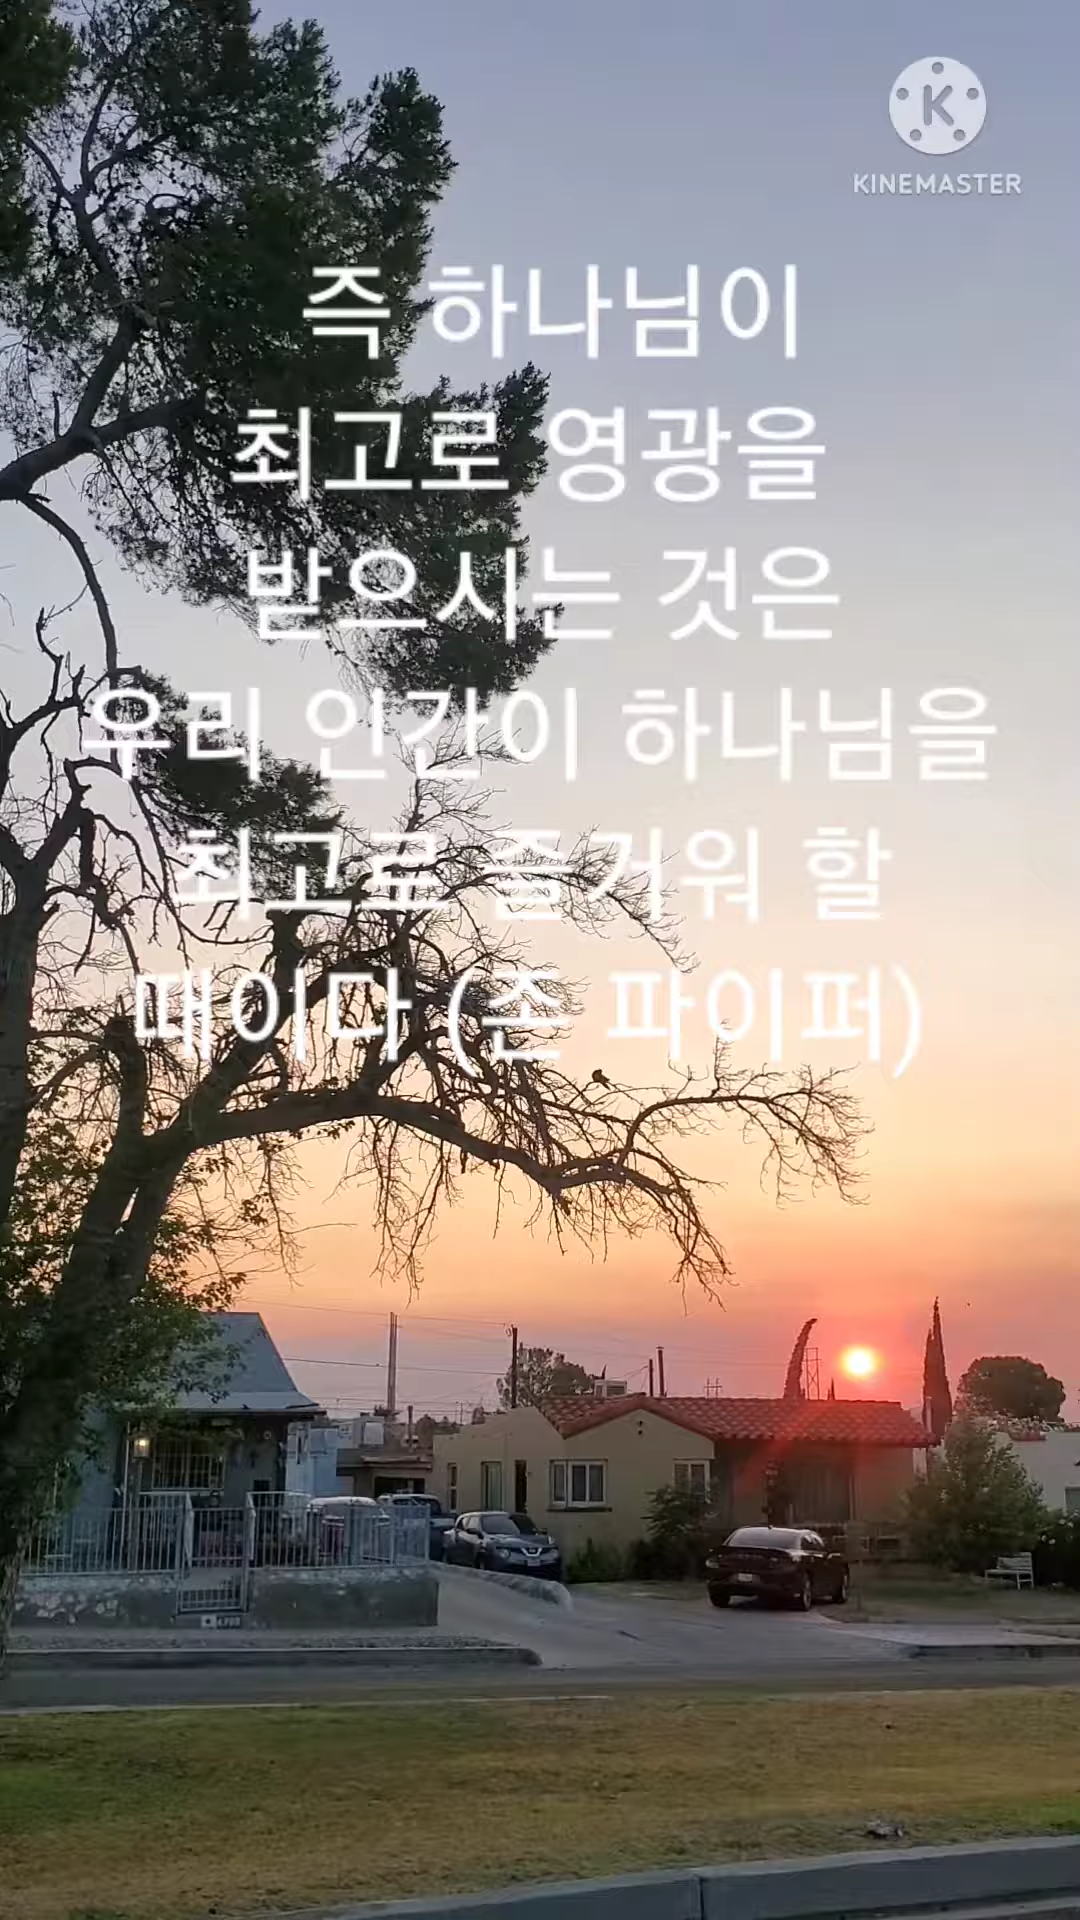 KINEMASTER
즉 하나님이
최고로 영광을
받으시는 것은
우리 인간이 하나님을
최고로 즐거워 할
때이다 (존 파이퍼)